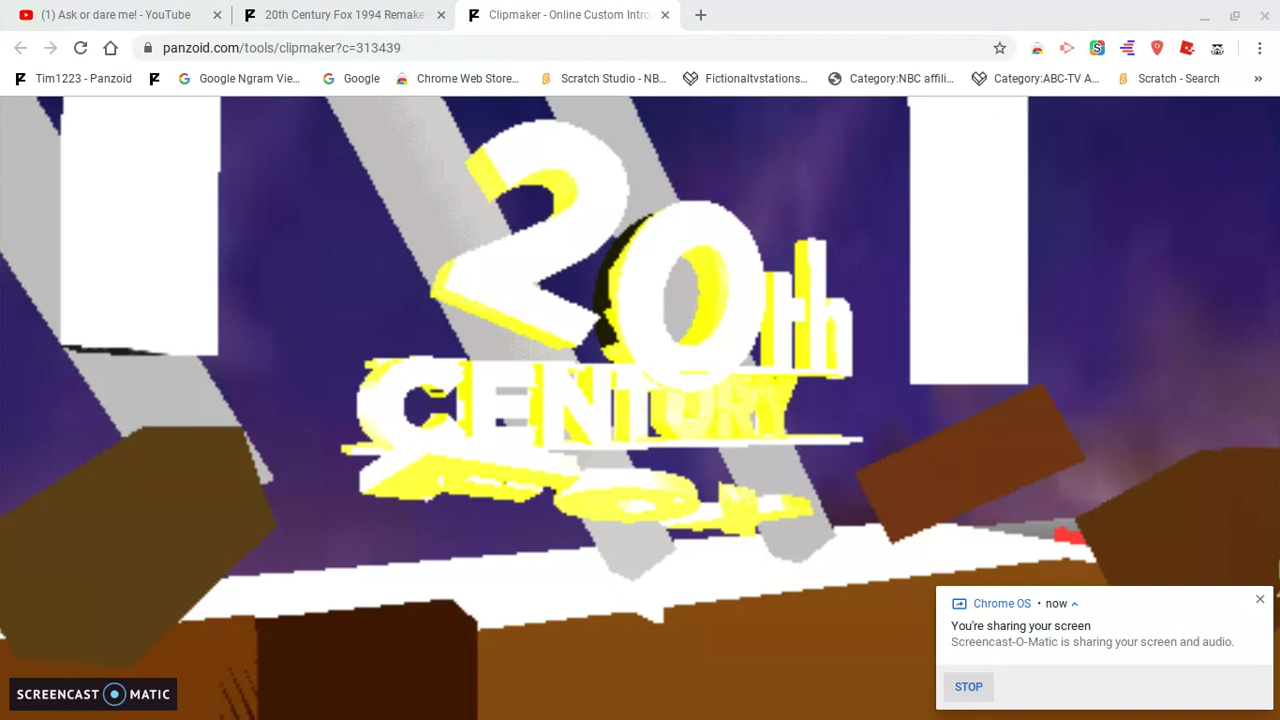 (1) Ask or dare me! - YouTube
20th Century Fox 1994 Remake
Clipmaker - Online Custom Intro
panzoid.com/tools/clipmaker?c=313439
Tim1223 - Panzoid
Google Ngram Vie...
Google
Chrome Web Store...
Scratch Studio - NB...
Fictionaltvstations...
Category:NBC affili...
Category:ABC-TV A...
Scratch - Search
»
20th
CENTURY
Chrome OS • now
You're sharing your screen
Screencast-O-Matic is sharing your screen and audio.
STOP
SCREENCAST MATIC